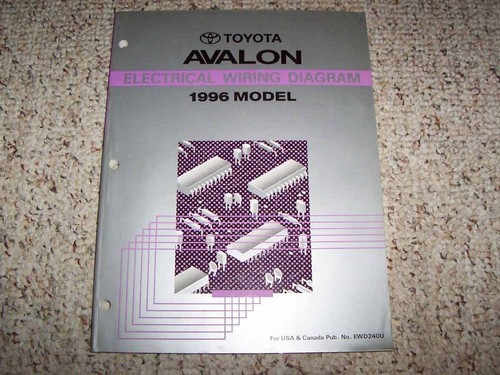 TOYOTA
AVALON
ELECTRICAL WIRING DIAGRAM
1996 MODEL
For USA & Canada Pub. No. EWD240U